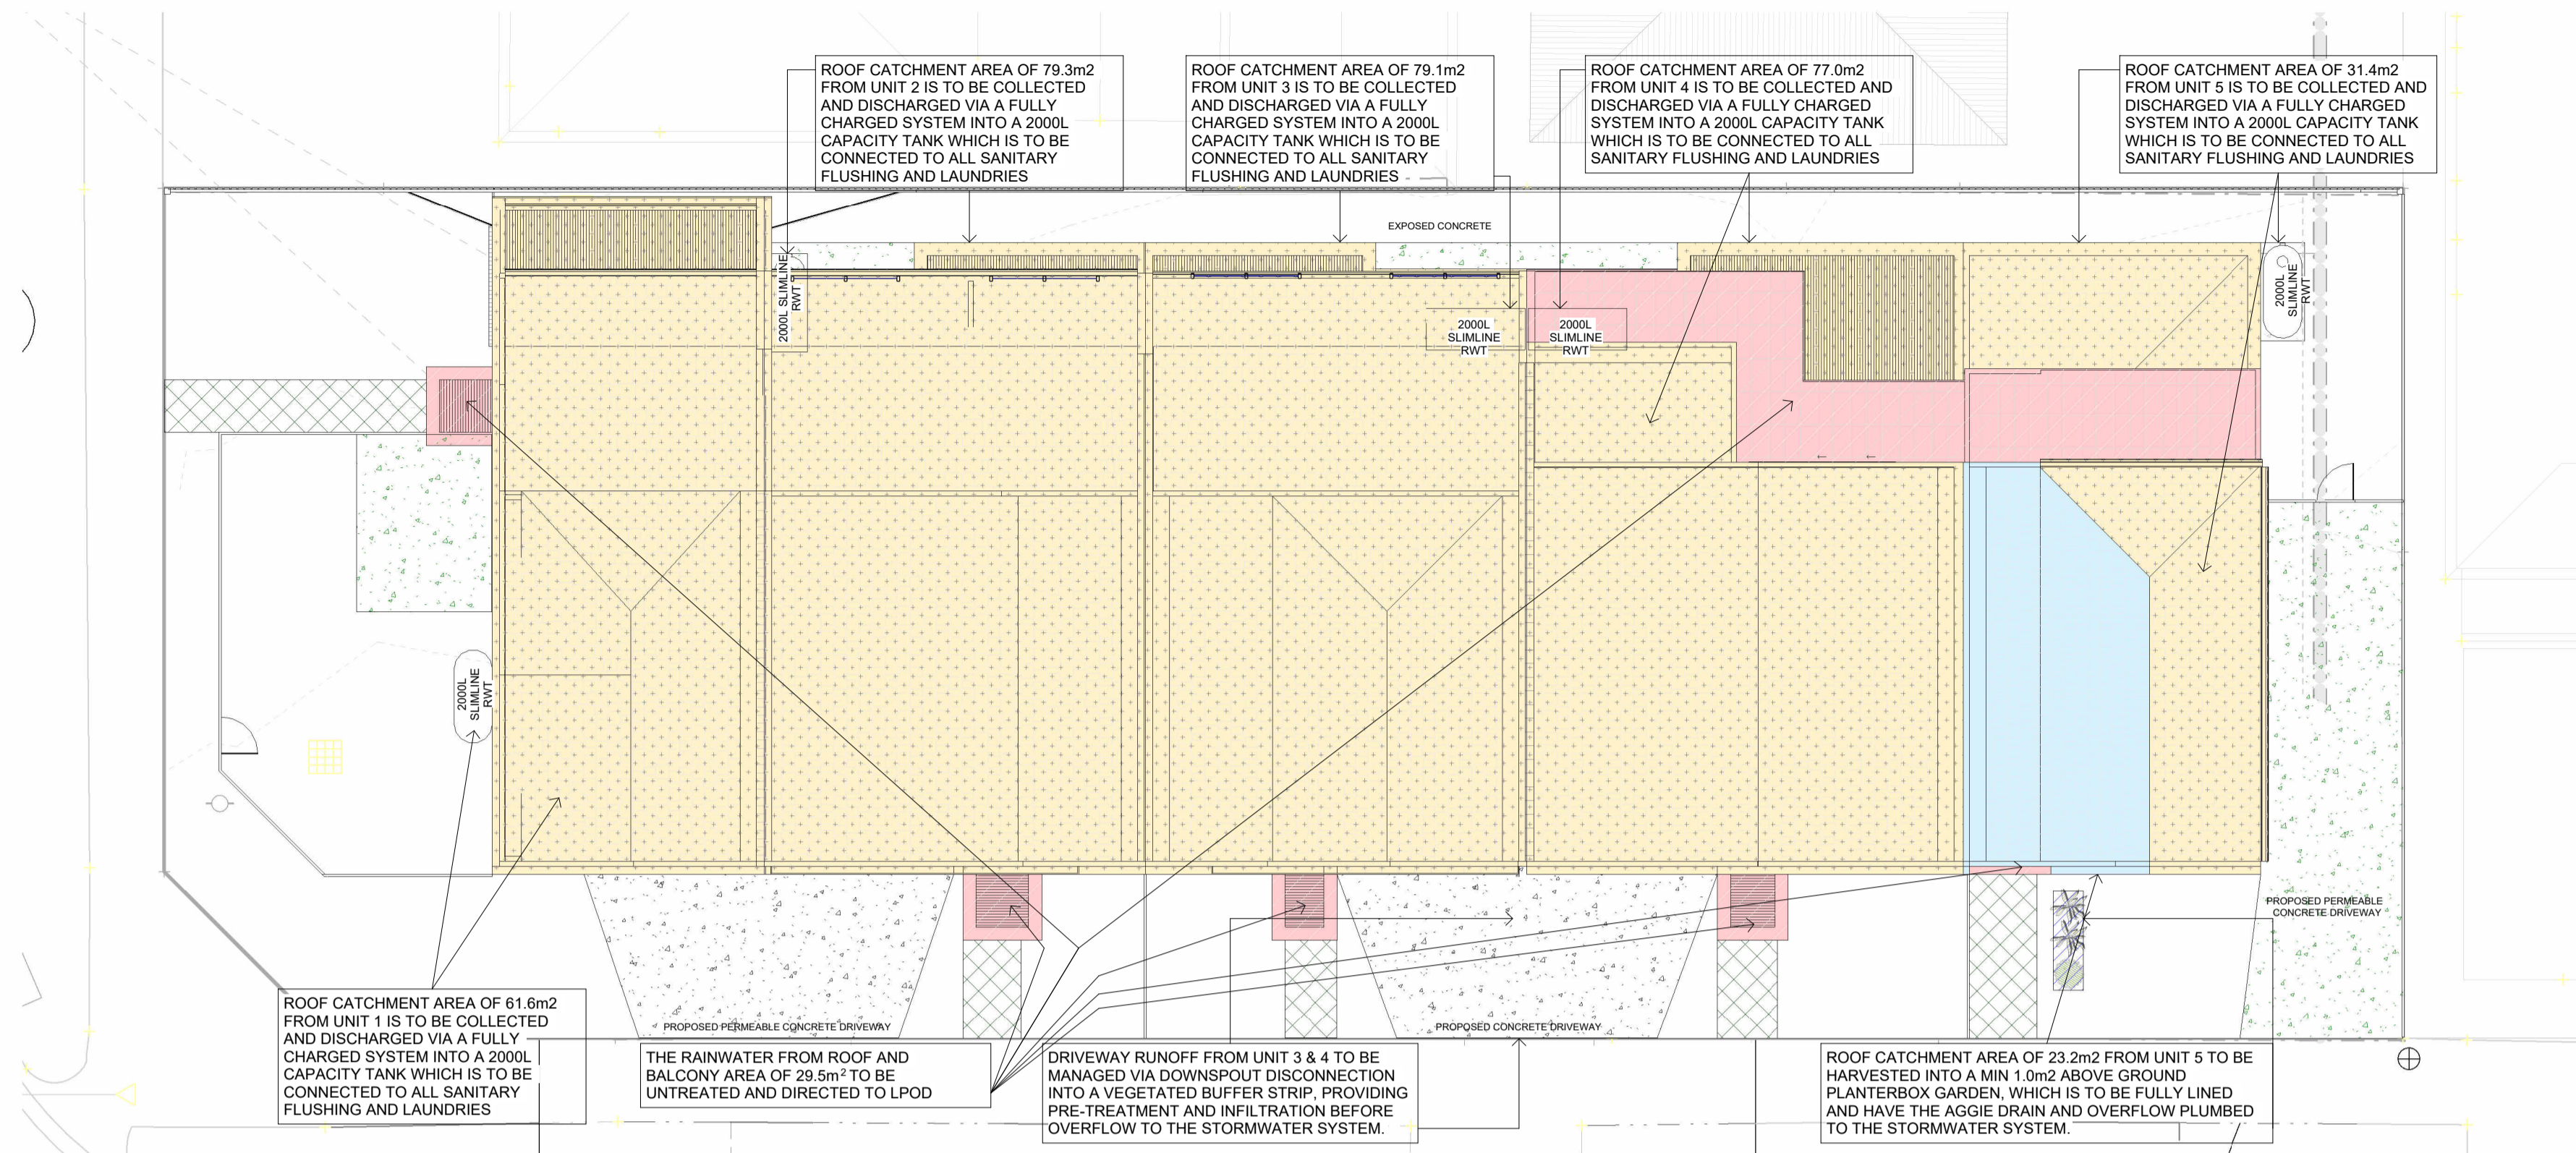 ROOF CATCHMENT AREA OF 79.3m2
FROM UNIT 2 IS TO BE COLLECTED
AND DISCHARGED VIA A FULLY
CHARGED SYSTEM INTO A 2000L
CAPACITY TANK WHICH IS TO BE
CONNECTED TO ALL SANITARY
FLUSHING AND LAUNDRIES
ROOF CATCHMENT AREA OF 79.1m2
FROM UNIT 3 IS TO BE COLLECTED
AND DISCHARGED VIA A FULLY
CHARGED SYSTEM INTO A 2000L
CAPACITY TANK WHICH IS TO BE
CONNECTED TO ALL SANITARY
FLUSHING AND LAUNDRIES
ROOF CATCHMENT AREA OF 77.0m2
FROM UNIT 4 IS TO BE COLLECTED AND
DISCHARGED VIA A FULLY CHARGED
SYSTEM INTO A 2000L CAPACITY TANK
WHICH IS TO BE CONNECTED TO ALL
SANITARY FLUSHING AND LAUNDRIES
ROOF CATCHMENT AREA OF 31.4m2
FROM UNIT 5 IS TO BE COLLECTED AND
DISCHARGED VIA A FULLY CHARGED
SYSTEM INTO A 2000L CAPACITY TANK
WHICH IS TO BE CONNECTED TO ALL
SANITARY FLUSHING AND LAUNDRIES
EXPOSED CONCRETE
2000L SLIMLINE
RWT
2000L
SLIMLINE
RWT
2000L
SLIMLINE
RWT
2000L
SLIMLINE
RWT
2000L
SLIMLINE
RWT
PROPOSED PERMEABLE
CONCRETE DRIVEWAY
PROPOSED PERMEABLE CONCRETE DRIVEWAY
PROPOSED CONCRETE DRIVEWAY
ROOF CATCHMENT AREA OF 61.6m2
FROM UNIT 1 IS TO BE COLLECTED
AND DISCHARGED VIA A FULLY
CHARGED SYSTEM INTO A 2000L
CAPACITY TANK WHICH IS TO BE
CONNECTED TO ALL SANITARY
FLUSHING AND LAUNDRIES
THE RAINWATER FROM ROOF AND
BALCONY AREA OF 29.5m² TO BE
UNTREATED AND DIRECTED TO LPOD
DRIVEWAY RUNOFF FROM UNIT 3 & 4 TO BE
MANAGED VIA DOWNSPOUT DISCONNECTION
INTO A VEGETATED BUFFER STRIP, PROVIDING
PRE-TREATMENT AND INFILTRATION BEFORE
OVERFLOW TO THE STORMWATER SYSTEM.
ROOF CATCHMENT AREA OF 23.2m2 FROM UNIT 5 TO BE
HARVESTED INTO A MIN 1.0m2 ABOVE GROUND
PLANTERBOX GARDEN, WHICH IS TO BE FULLY LINED
AND HAVE THE AGGIE DRAIN AND OVERFLOW PLUMBED
TO THE STORMWATER SYSTEM.